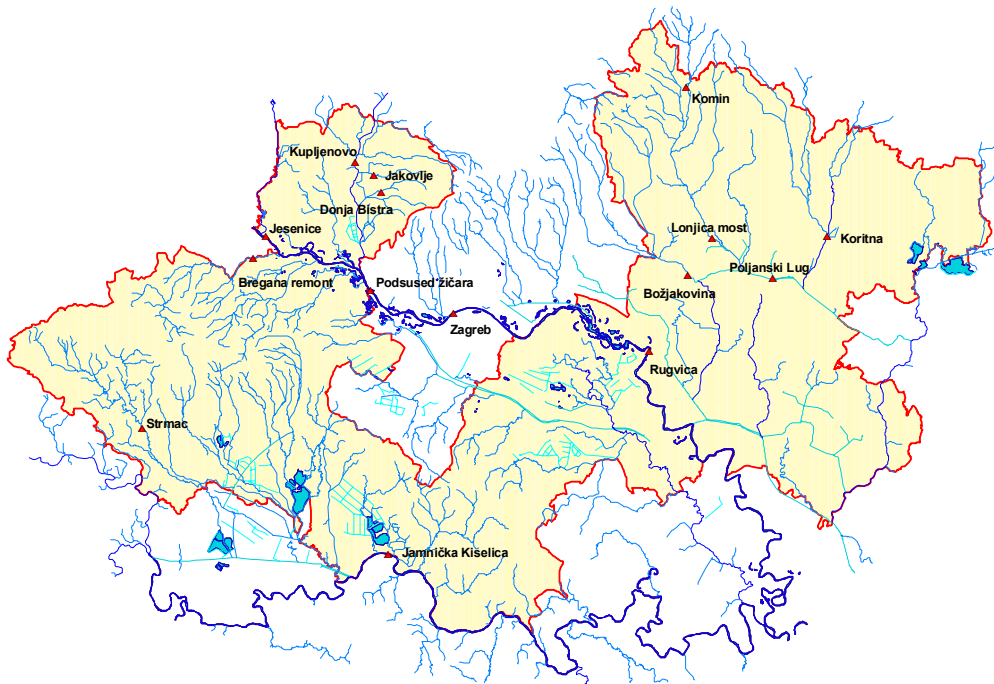 Komin
Kupljenovo
Jakovlje
Donja Bistra
Jesenice
Lonjica most
Koritna
Bregana remont
Podsused žičara
Poljanski Lug
Božjakovina
Zagreb
Rugvica
Strmac
Jamnička Kiselica